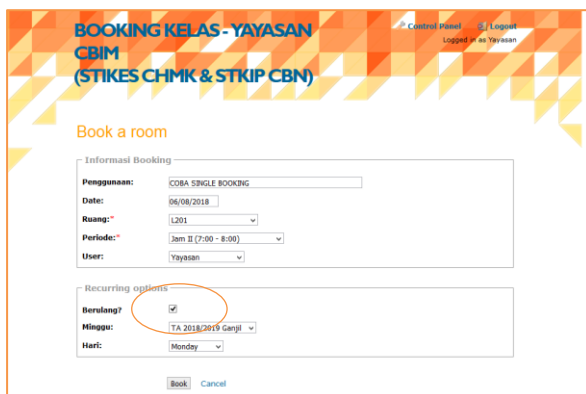 BOOKING KELAS - YAYASAN
CBIM
(STIKES CHMK & STKIP CBN)
Control Panel Logout
Logged in as Yayasan
Book a room
Informasi Booking
Penggunaan: COBA SINGLE BOOKING
Date: 06/08/2018
Ruang:* L201
Periode:* Jam II (7:00 - 8:00)
User: Yayasan
Recurring options
Berulang?
Minggu: TA 2018/2019 Ganjil
Hari: Monday
Book Cancel